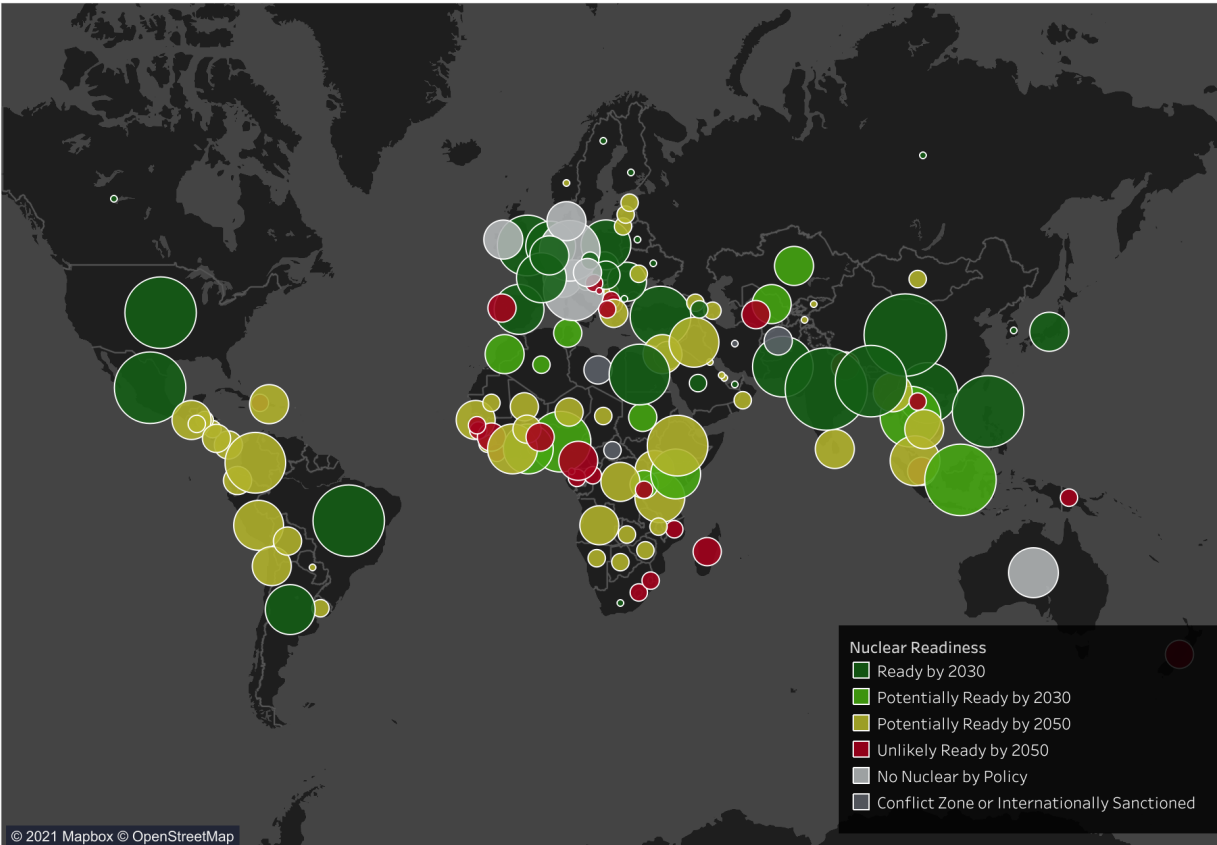 Nuclear Readiness
Ready by 2030
Potentially Ready by 2030
Potentially Ready by 2050
Unlikely Ready by 2050
No Nuclear by Policy
Conflict Zone or Internationally Sanctioned
© 2021 Mapbox © OpenStreetMap